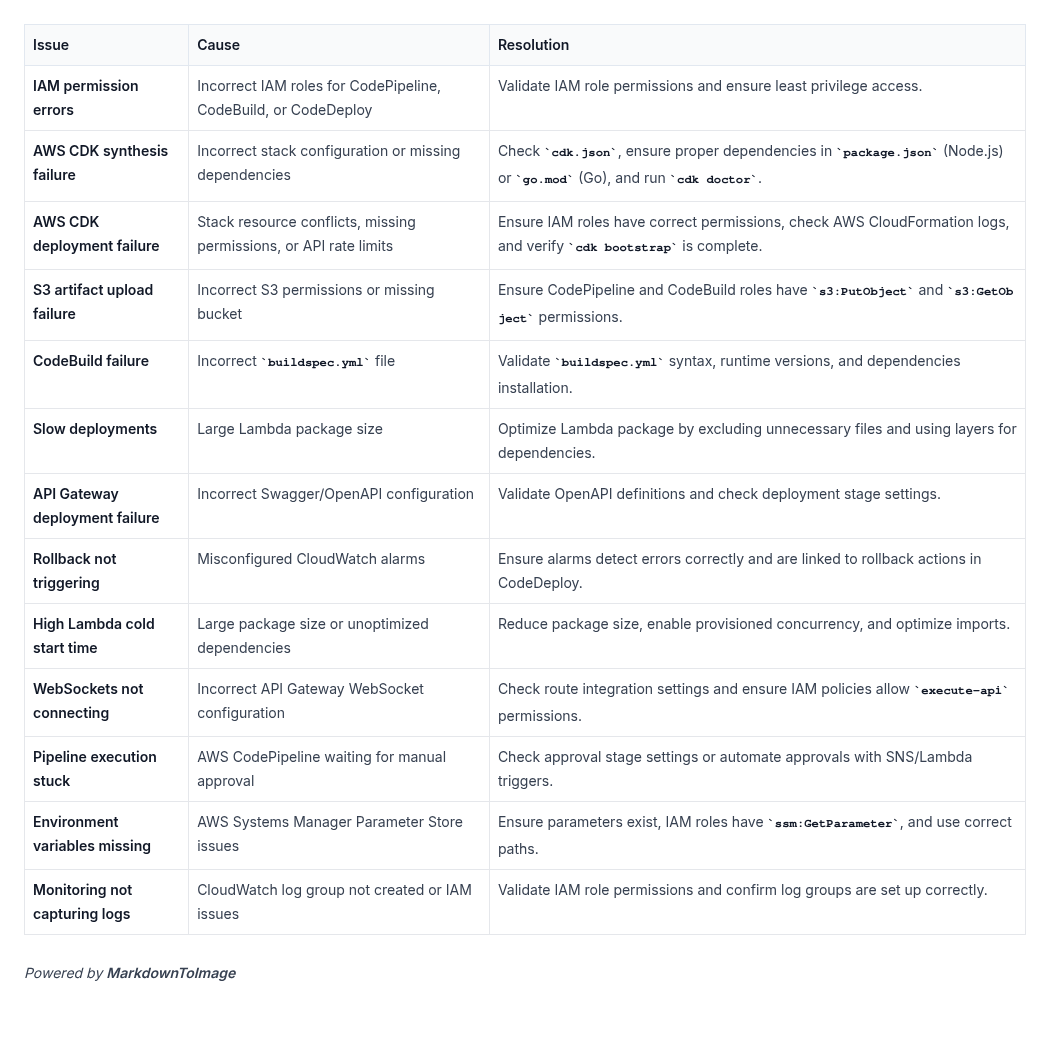 Issue
Cause
Resolution
IAM permission
errors
Incorrect IAM roles for CodePipeline,
CodeBuild, or CodeDeploy
Validate IAM role permissions and ensure least privilege access.
AWS CDK synthesis
failure
Incorrect stack configuration or missing
dependencies
Check `cdk.json`, ensure proper dependencies in `package.json` (Node.js)
or `go.mod` (Go), and run `cdk doctor`.
AWS CDK
deployment failure
Stack resource conflicts, missing
permissions, or API rate limits
Ensure IAM roles have correct permissions, check AWS CloudFormation logs,
and verify `cdk bootstrap` is complete.
S3 artifact upload
failure
Incorrect S3 permissions or missing
bucket
Ensure CodePipeline and CodeBuild roles have `s3:PutObject` and `s3:GetOb
ject` permissions.
CodeBuild failure
Incorrect `buildspec.yml` file
Validate `buildspec.yml` syntax, runtime versions, and dependencies
installation.
Slow deployments
Large Lambda package size
Optimize Lambda package by excluding unnecessary files and using layers for
dependencies.
API Gateway
deployment failure
Incorrect Swagger/OpenAPI configuration
Validate OpenAPI definitions and check deployment stage settings.
Rollback not
triggering
Misconfigured CloudWatch alarms
Ensure alarms detect errors correctly and are linked to rollback actions in
CodeDeploy.
High Lambda cold
start time
Large package size or unoptimized
dependencies
Reduce package size, enable provisioned concurrency, and optimize imports.
WebSockets not
connecting
Incorrect API Gateway WebSocket
configuration
Check route integration settings and ensure IAM policies allow `execute-api`
permissions.
Pipeline execution
stuck
AWS CodePipeline waiting for manual
approval
Check approval stage settings or automate approvals with SNS/Lambda
triggers.
Environment
variables missing
AWS Systems Manager Parameter Store
issues
Ensure parameters exist, IAM roles have `ssm:GetParameter`, and use correct
paths.
Monitoring not
capturing logs
CloudWatch log group not created or IAM
issues
Validate IAM role permissions and confirm log groups are set up correctly.
Powered by MarkdownToImage